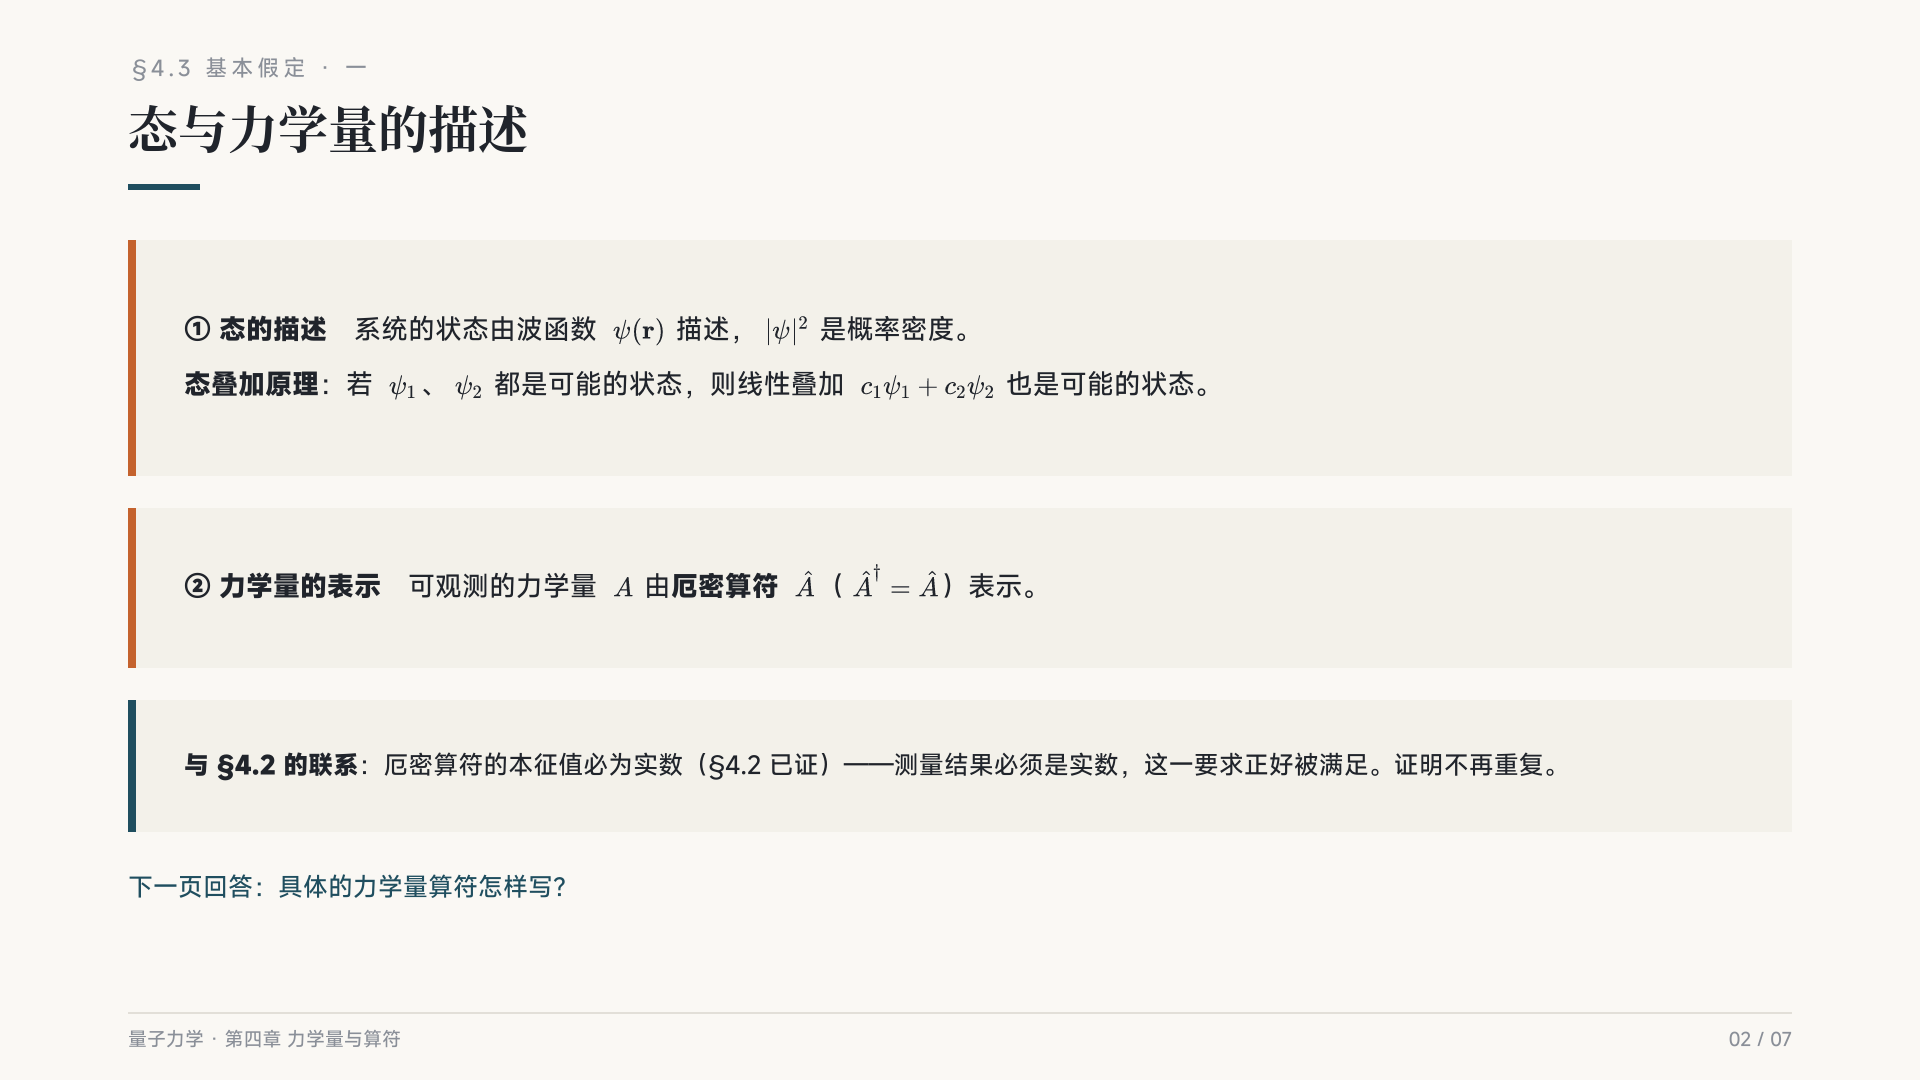 §4.3 基本假定 · 一
态与力学量的描述
① 态的描述　系统的状态由波函数 ψ(r) 描述，|ψ|² 是概率密度。
态叠加原理：若 ψ₁、ψ₂ 都是可能的状态，则线性叠加 c₁ψ₁ + c₂ψ₂ 也是可能的状态。
② 力学量的表示　可观测的力学量 A 由厄密算符 Â（Â† = Â）表示。
与 §4.2 的联系：厄密算符的本征值必为实数（§4.2 已证）——测量结果必须是实数，这一要求正好被满足。证明不再重复。
下一页回答：具体的力学量算符怎样写？
量子力学 · 第四章 力学量与算符
02 / 07